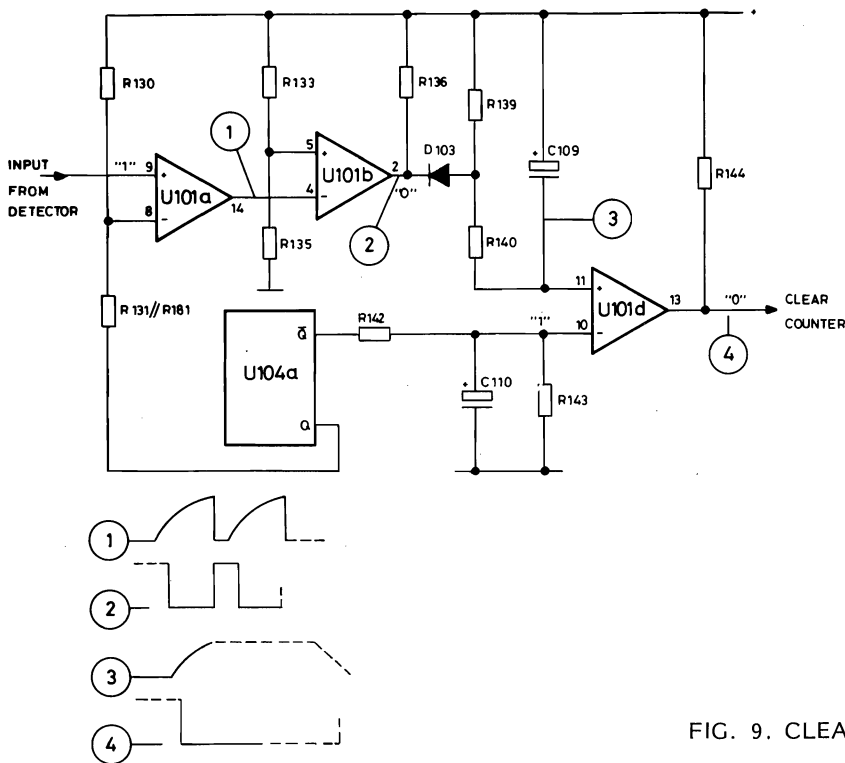 +
R130
R133
R136
R139
C109
+
R144
1
D103
INPUT
FROM
DETECTOR
"1"
9
+
8
-
U101a
14
5
+
4
-
U101b
2
"0"
2
R135
R140
3
R131//R181
11
+
10
-
U101d
13
"0"
CLEAR
COUNTER
4
Q̅
R142
"1"
U104a
+
C110
R143
Q
1
2
3
4
FIG. 9. CLEA